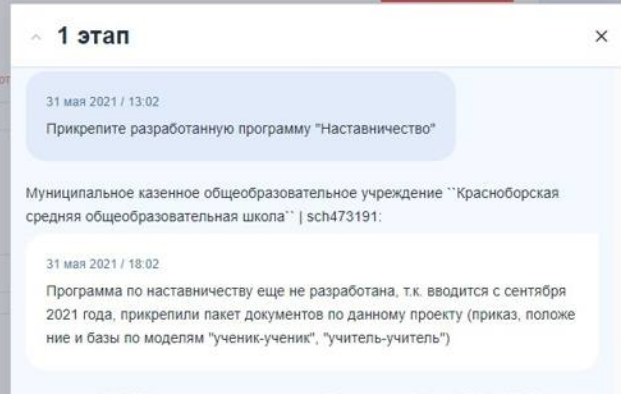 1 этап
31 мая 2021 / 13:02
Прикрепите разработанную программу "Наставничество"
Муниципальное казенное общеобразовательное учреждение ``Красноборская
средняя общеобразовательная школа`` | sch473191:
31 мая 2021 / 18:02
Программа по наставничеству еще не разработана, т.к. вводится с сентября
2021 года, прикрепили пакет документов по данному проекту (приказ, положе
ние и базы по моделям "ученик-ученик", "учитель-учитель")